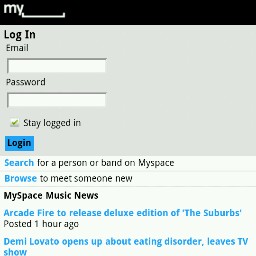 my
Log In
Email
Password
Stay logged in
Login
Search for a person or band on Myspace
Browse to meet someone new
MySpace Music News
Arcade Fire to release deluxe edition of 'The Suburbs'
Posted 1 hour ago
Demi Lovato opens up about eating disorder, leaves TV
show